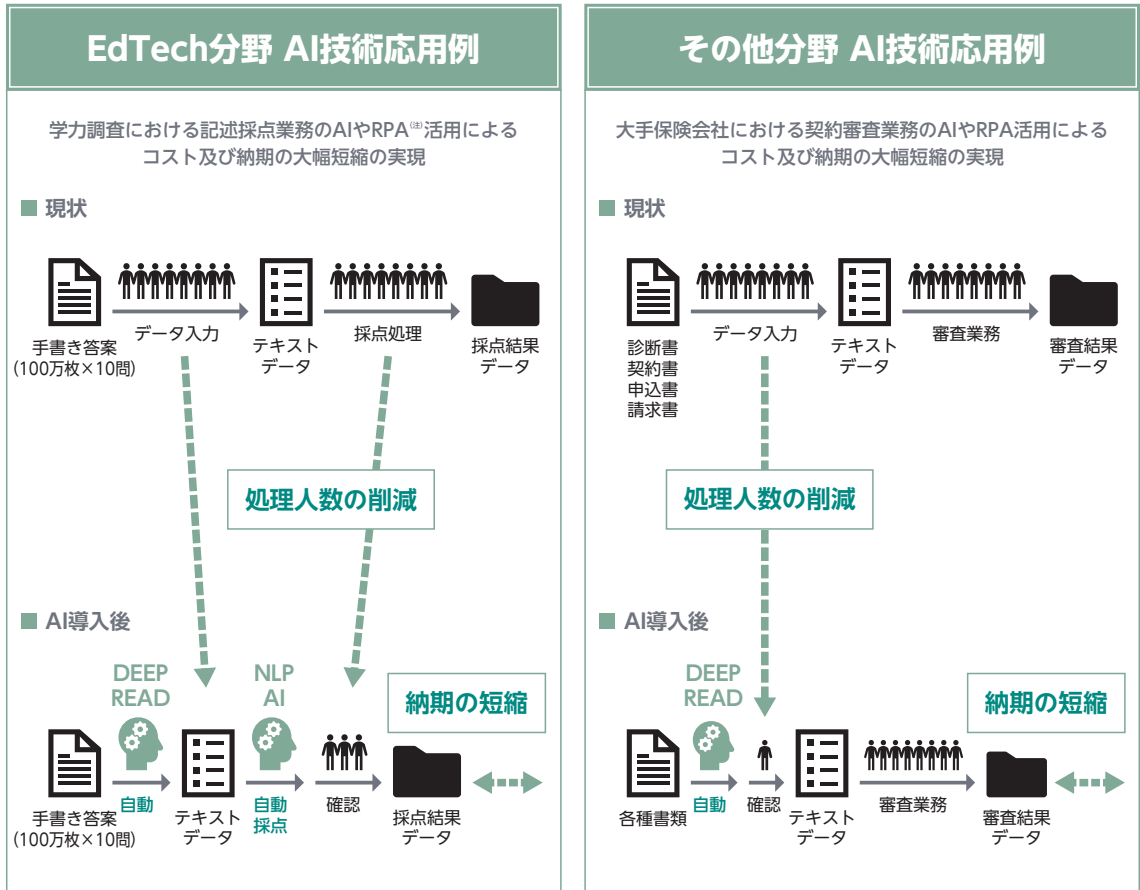 EdTech分野 AI技術応用例
学力調査における記述採点業務のAIやRPA(注)活用による
コスト及び納期の大幅短縮の実現
■ 現状
データ入力
採点処理
手書き答案
(100万枚×10問)
テキスト
データ
採点結果
データ
処理人数の削減
■ AI導入後
DEEP
READ
NLP
AI
納期の短縮
手書き答案
(100万枚×10問)
自動
テキスト
データ
自動
採点
確認
採点結果
データ
その他分野 AI技術応用例
大手保険会社における契約審査業務のAIやRPA活用による
コスト及び納期の大幅短縮の実現
■ 現状
データ入力
審査業務
診断書
契約書
申込書
請求書
テキスト
データ
審査結果
データ
処理人数の削減
■ AI導入後
DEEP
READ
納期の短縮
各種書類
自動
確認
テキスト
データ
審査業務
審査結果
データ